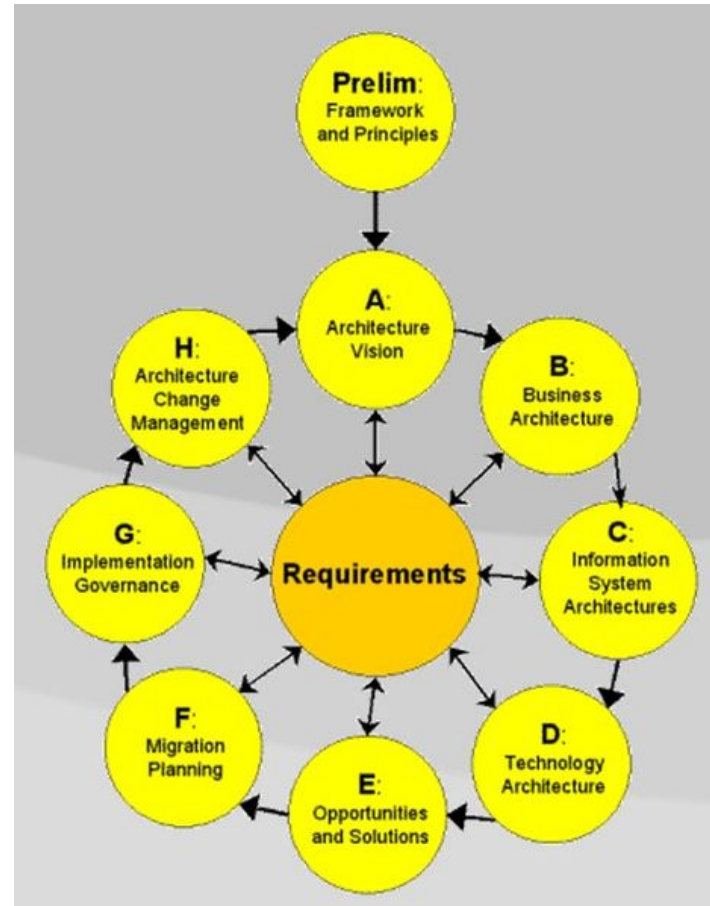 Prelim:
Framework
and Principles
A:
Architecture
Vision
H:
Architecture
Change
Management
B:
Business
Architecture
G:
Implementation
Governance
Requirements
C:
Information
System
Architectures
F:
Migration
Planning
E:
Opportunities
and Solutions
D:
Technology
Architecture